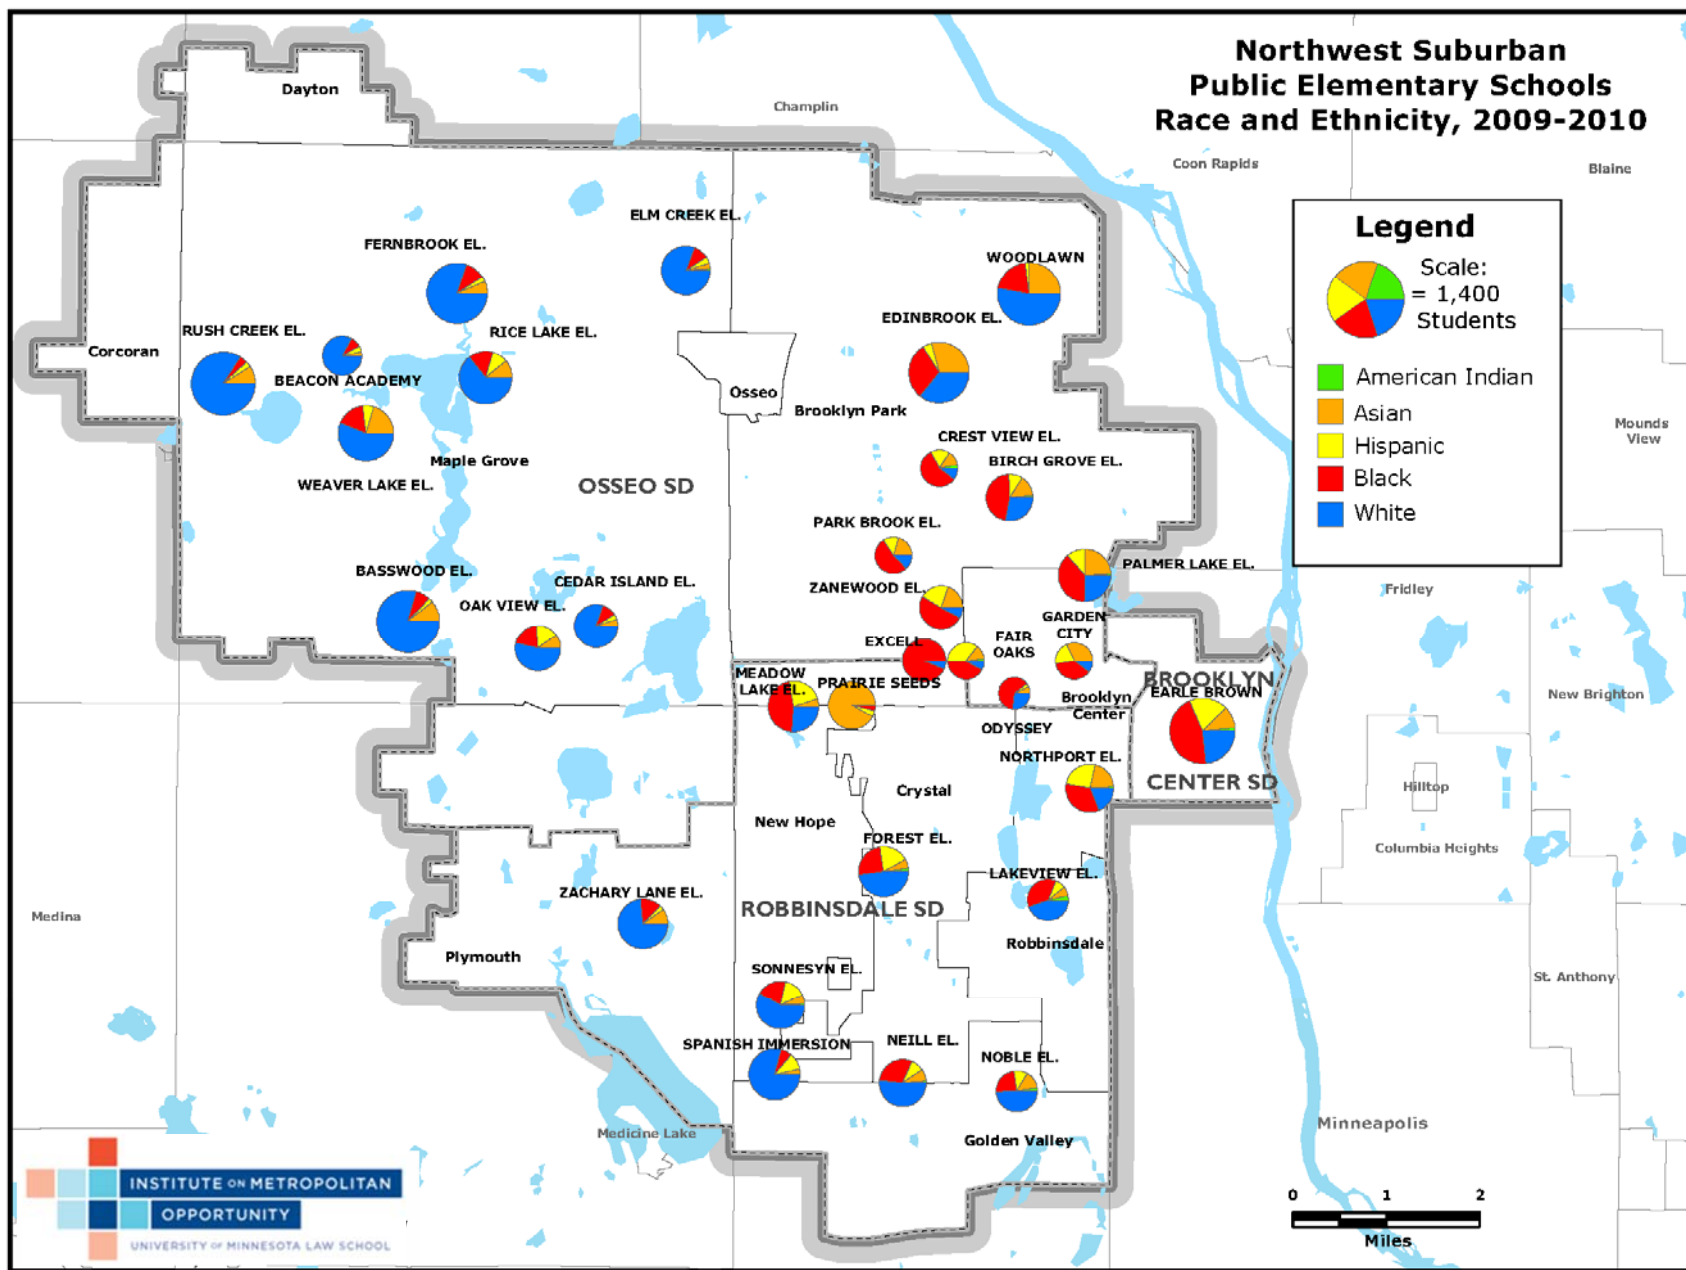 Northwest Suburban
Public Elementary Schools
Race and Ethnicity, 2009-2010
Dayton
Champlin
Coon Rapids
Blaine
Legend
Scale:
= 1,400
Students
American Indian
Asian
Hispanic
Black
White
ELM CREEK EL.
FERNBROOK EL.
WOODLAWN
EDINBROOK EL.
RUSH CREEK EL.
RICE LAKE EL.
Corcoran
BEACON ACADEMY
Osseo
Brooklyn Park
Mounds
View
CREST VIEW EL.
BIRCH GROVE EL.
Maple Grove
WEAVER LAKE EL.
OSSEO SD
PARK BROOK EL.
PALMER LAKE EL.
BASSWOOD EL.
CEDAR ISLAND EL.
ZANEWOOD EL.
OAK VIEW EL.
GARDEN
CITY
Fridley
EXCELL
FAIR
OAKS
MEADOW
LAKE EL.
PRAIRIE SEEDS
BROOKLYN
EARLE BROWN
Brooklyn
Center
New Brighton
ODYSSEY
NORTHPORT EL.
CENTER SD
Hilltop
Crystal
New Hope
FOREST EL.
Columbia Heights
LAKEVIEW EL.
ZACHARY LANE EL.
ROBBINSDALE SD
Medina
Robbinsdale
Plymouth
SONNESYN EL.
St. Anthony
SPANISH IMMERSION
NEILL EL.
NOBLE EL.
Minneapolis
Medicine Lake
Golden Valley
INSTITUTE ON METROPOLITAN
OPPORTUNITY
UNIVERSITY OF MINNESOTA LAW SCHOOL
0 1 2
Miles